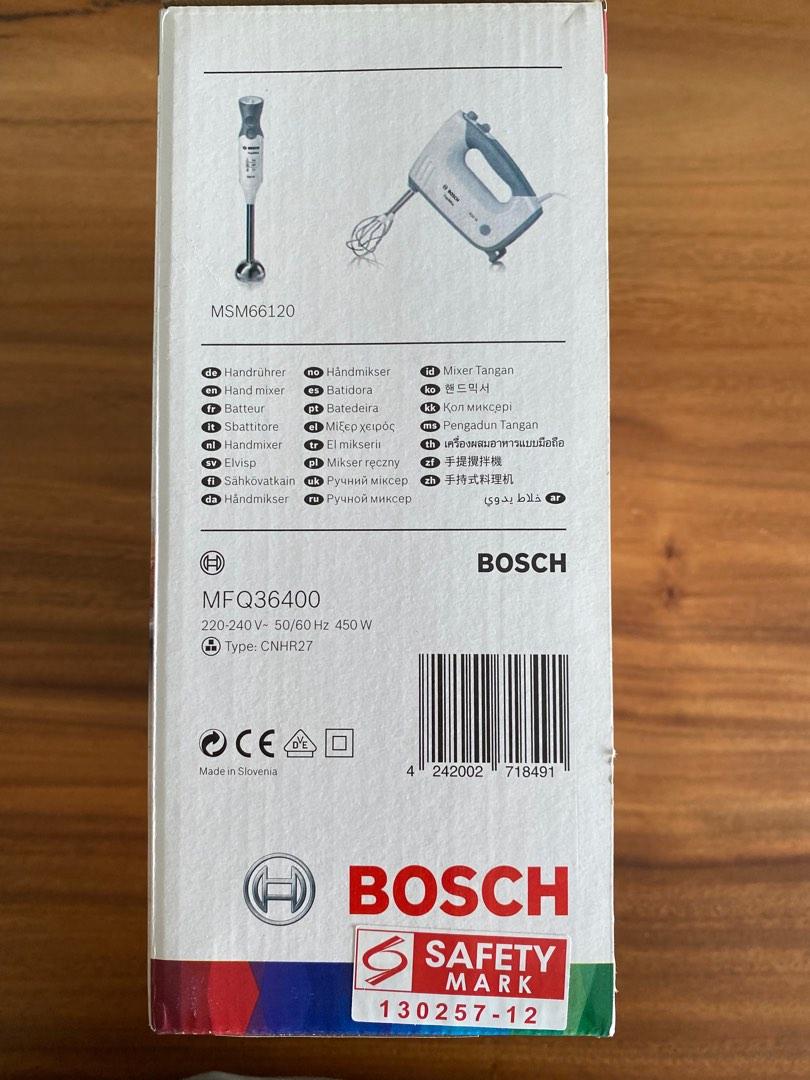 BOSCH
BOSCH
MSM66120
de Handrührer
en Hand mixer
fr Batteur
it Sbattitore
nl Handmixer
sv Elvisp
fi Sähkövatkain
da Håndmikser
no Håndmikser
es Batidora
pt Batedeira
el Μίξερ χειρός
tr El mikserii
pl Mikser ręczny
uk Ручний міксер
ru Ручной миксер
id Mixer Tangan
ko 핸드믹서
kk Қол миксері
ms Pengadun Tangan
th เครื่องผสมอาหารแบบมือถือ
zf 手提攪拌機
zh 手持式料理机
ar خلاط يدوي
BOSCH
MFQ36400
220-240 V~ 50/60 Hz 450 W
Type: CNHR27
CE DVE
Made in Slovenia
4 242002 718491
BOSCH
SAFETY
MARK
130257-12